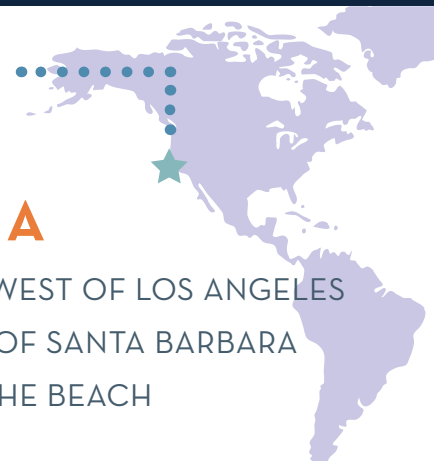 A
WEST OF LOS ANGELES
OF SANTA BARBARA
HE BEACH